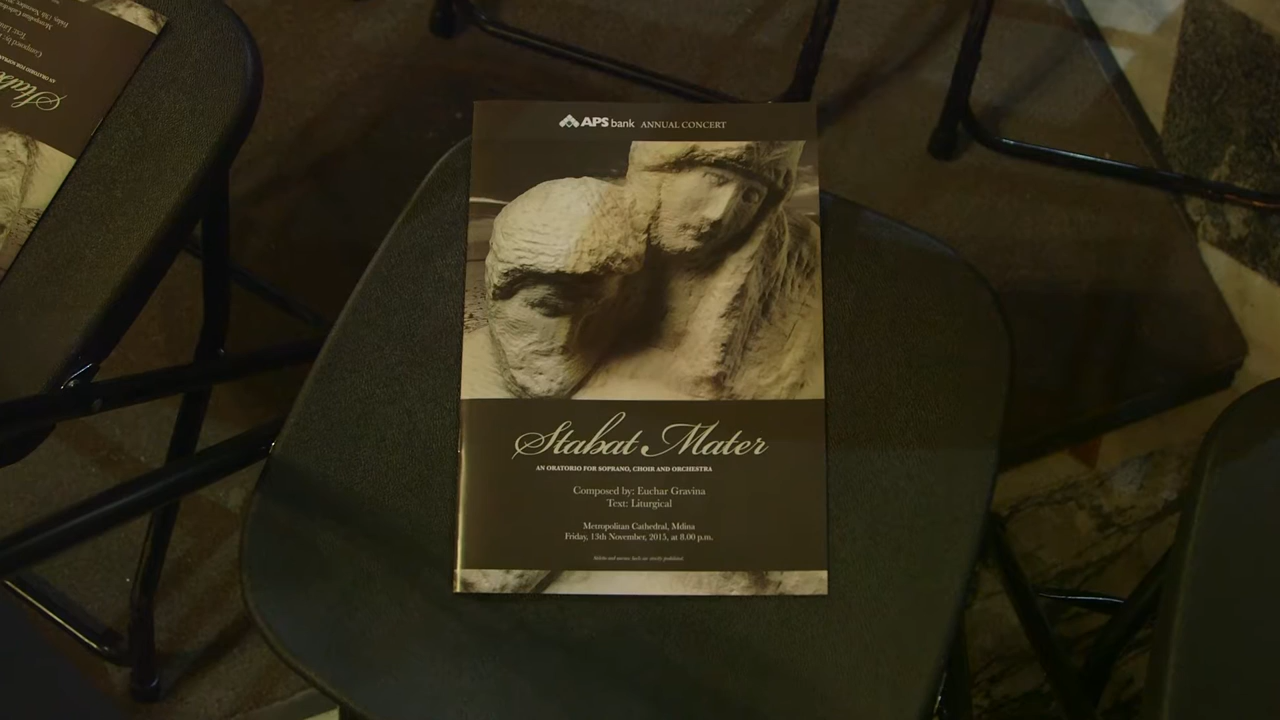 APS bank ANNUAL CONCERT
Stabat Mater
AN ORATORIO FOR SOPRANO, CHOIR AND ORCHESTRA
Composed by: Euchar Gravina
Text: Liturgical
Metropolitan Cathedral, Mdina
Friday, 13th November, 2015, at 8.00 p.m.